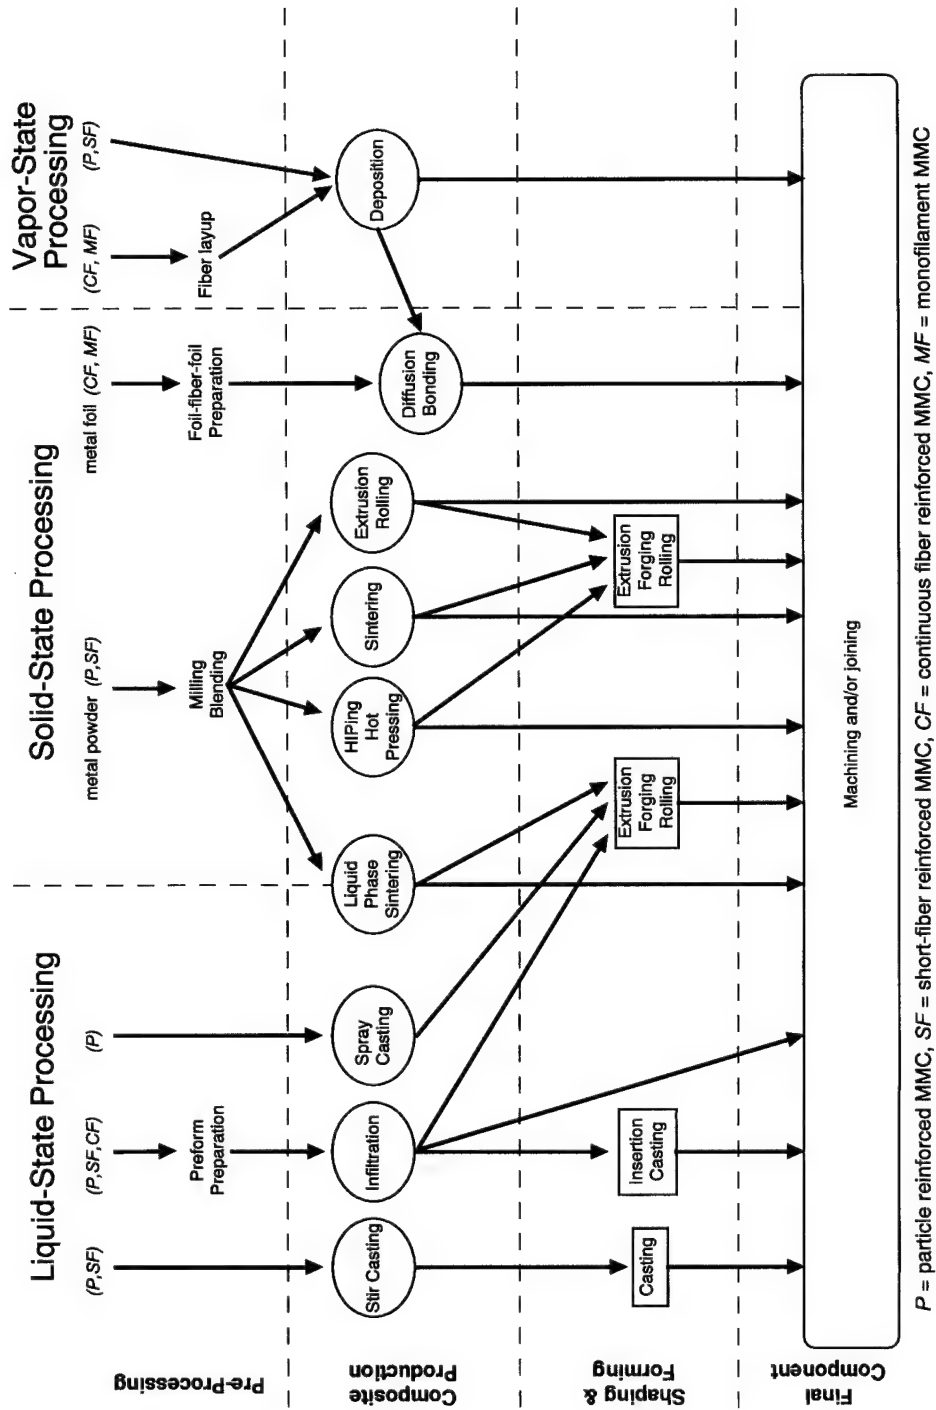 Liquid-State Processing
Solid-State Processing
Vapor-State
Processing
(P,SF)
(P,SF,CF)
(P)
metal powder (P,SF)
metal foil (CF, MF)
(CF, MF)
(P,SF)
Pre-Processing
Preform
Preparation
Milling
Blending
Foil-fiber-foil
Preparation
Fiber layup
Composite
Production
Stir Casting
Infiltration
Spray
Casting
Liquid
Phase
Sintering
HIPing
Hot
Pressing
Sintering
Extrusion
Rolling
Diffusion
Bonding
Deposition
Shaping &
Forming
Casting
Insertion
Casting
Extrusion
Forging
Rolling
Extrusion
Forging
Rolling
Final
Component
Machining and/or joining
P = particle reinforced MMC, SF = short-fiber reinforced MMC, CF = continuous fiber reinforced MMC, MF = monofilament MMC